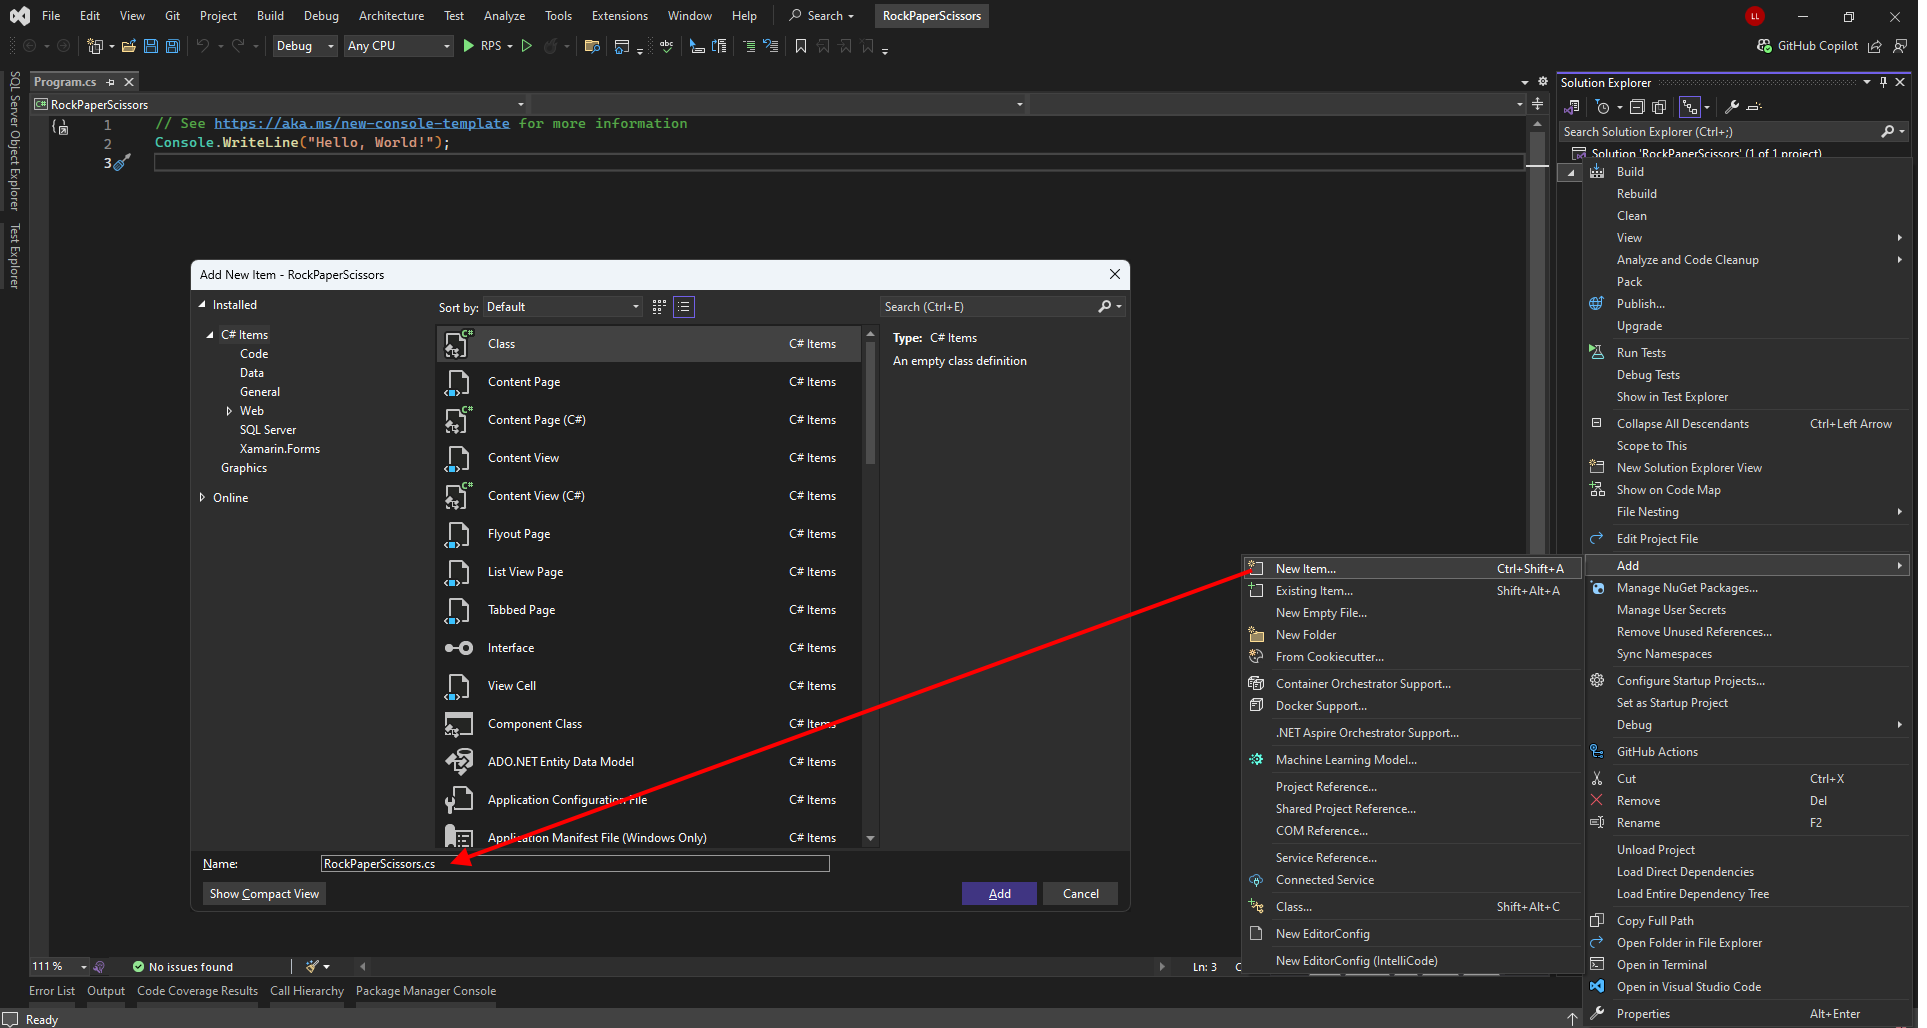 File Edit View Git Project Build Debug Architecture Test Analyze Tools Extensions Window Help Search RockPaperScissors LL
Debug Any CPU RPS GitHub Copilot
SQL Server Object Explorer
Test Explorer
Program.cs
C# RockPaperScissors
1 // See https://aka.ms/new-console-template for more information
2 Console.WriteLine("Hello, World!");
3
Add New Item - RockPaperScissors
Installed
C# Items
Code
Data
General
Web
SQL Server
Xamarin.Forms
Graphics
Online
Sort by: Default
Search (Ctrl+E)
Class C# Items
Content Page C# Items
Content Page (C#) C# Items
Content View C# Items
Content View (C#) C# Items
Flyout Page C# Items
List View Page C# Items
Tabbed Page C# Items
Interface C# Items
View Cell C# Items
Component Class C# Items
ADO.NET Entity Data Model C# Items
Application Configuration File C# Items
Application Manifest File (Windows Only) C# Items
Type: C# Items
An empty class definition
Name: RockPaperScissors.cs
Show Compact View Add Cancel
New Item... Ctrl+Shift+A
Existing Item... Shift+Alt+A
New Empty File...
New Folder
From Cookiecutter...
Container Orchestrator Support...
Docker Support...
.NET Aspire Orchestrator Support...
Machine Learning Model...
Project Reference...
Shared Project Reference...
COM Reference...
Service Reference...
Connected Service
Class... Shift+Alt+C
New EditorConfig
New EditorConfig (IntelliCode)
Solution Explorer
Search Solution Explorer (Ctrl+;)
Solution 'RockPaperScissors' (1 of 1 project)
Build
Rebuild
Clean
View
Analyze and Code Cleanup
Pack
Publish...
Upgrade
Run Tests
Debug Tests
Show in Test Explorer
Collapse All Descendants Ctrl+Left Arrow
Scope to This
New Solution Explorer View
Show on Code Map
File Nesting
Edit Project File
Add
Manage NuGet Packages...
Manage User Secrets
Remove Unused References...
Sync Namespaces
Configure Startup Projects...
Set as Startup Project
Debug
GitHub Actions
Cut Ctrl+X
Remove Del
Rename F2
Unload Project
Load Direct Dependencies
Load Entire Dependency Tree
Copy Full Path
Open Folder in File Explorer
Open in Terminal
Open in Visual Studio Code
Properties Alt+Enter
111 % No issues found Ln: 3
Error List Output Code Coverage Results Call Hierarchy Package Manager Console
Ready